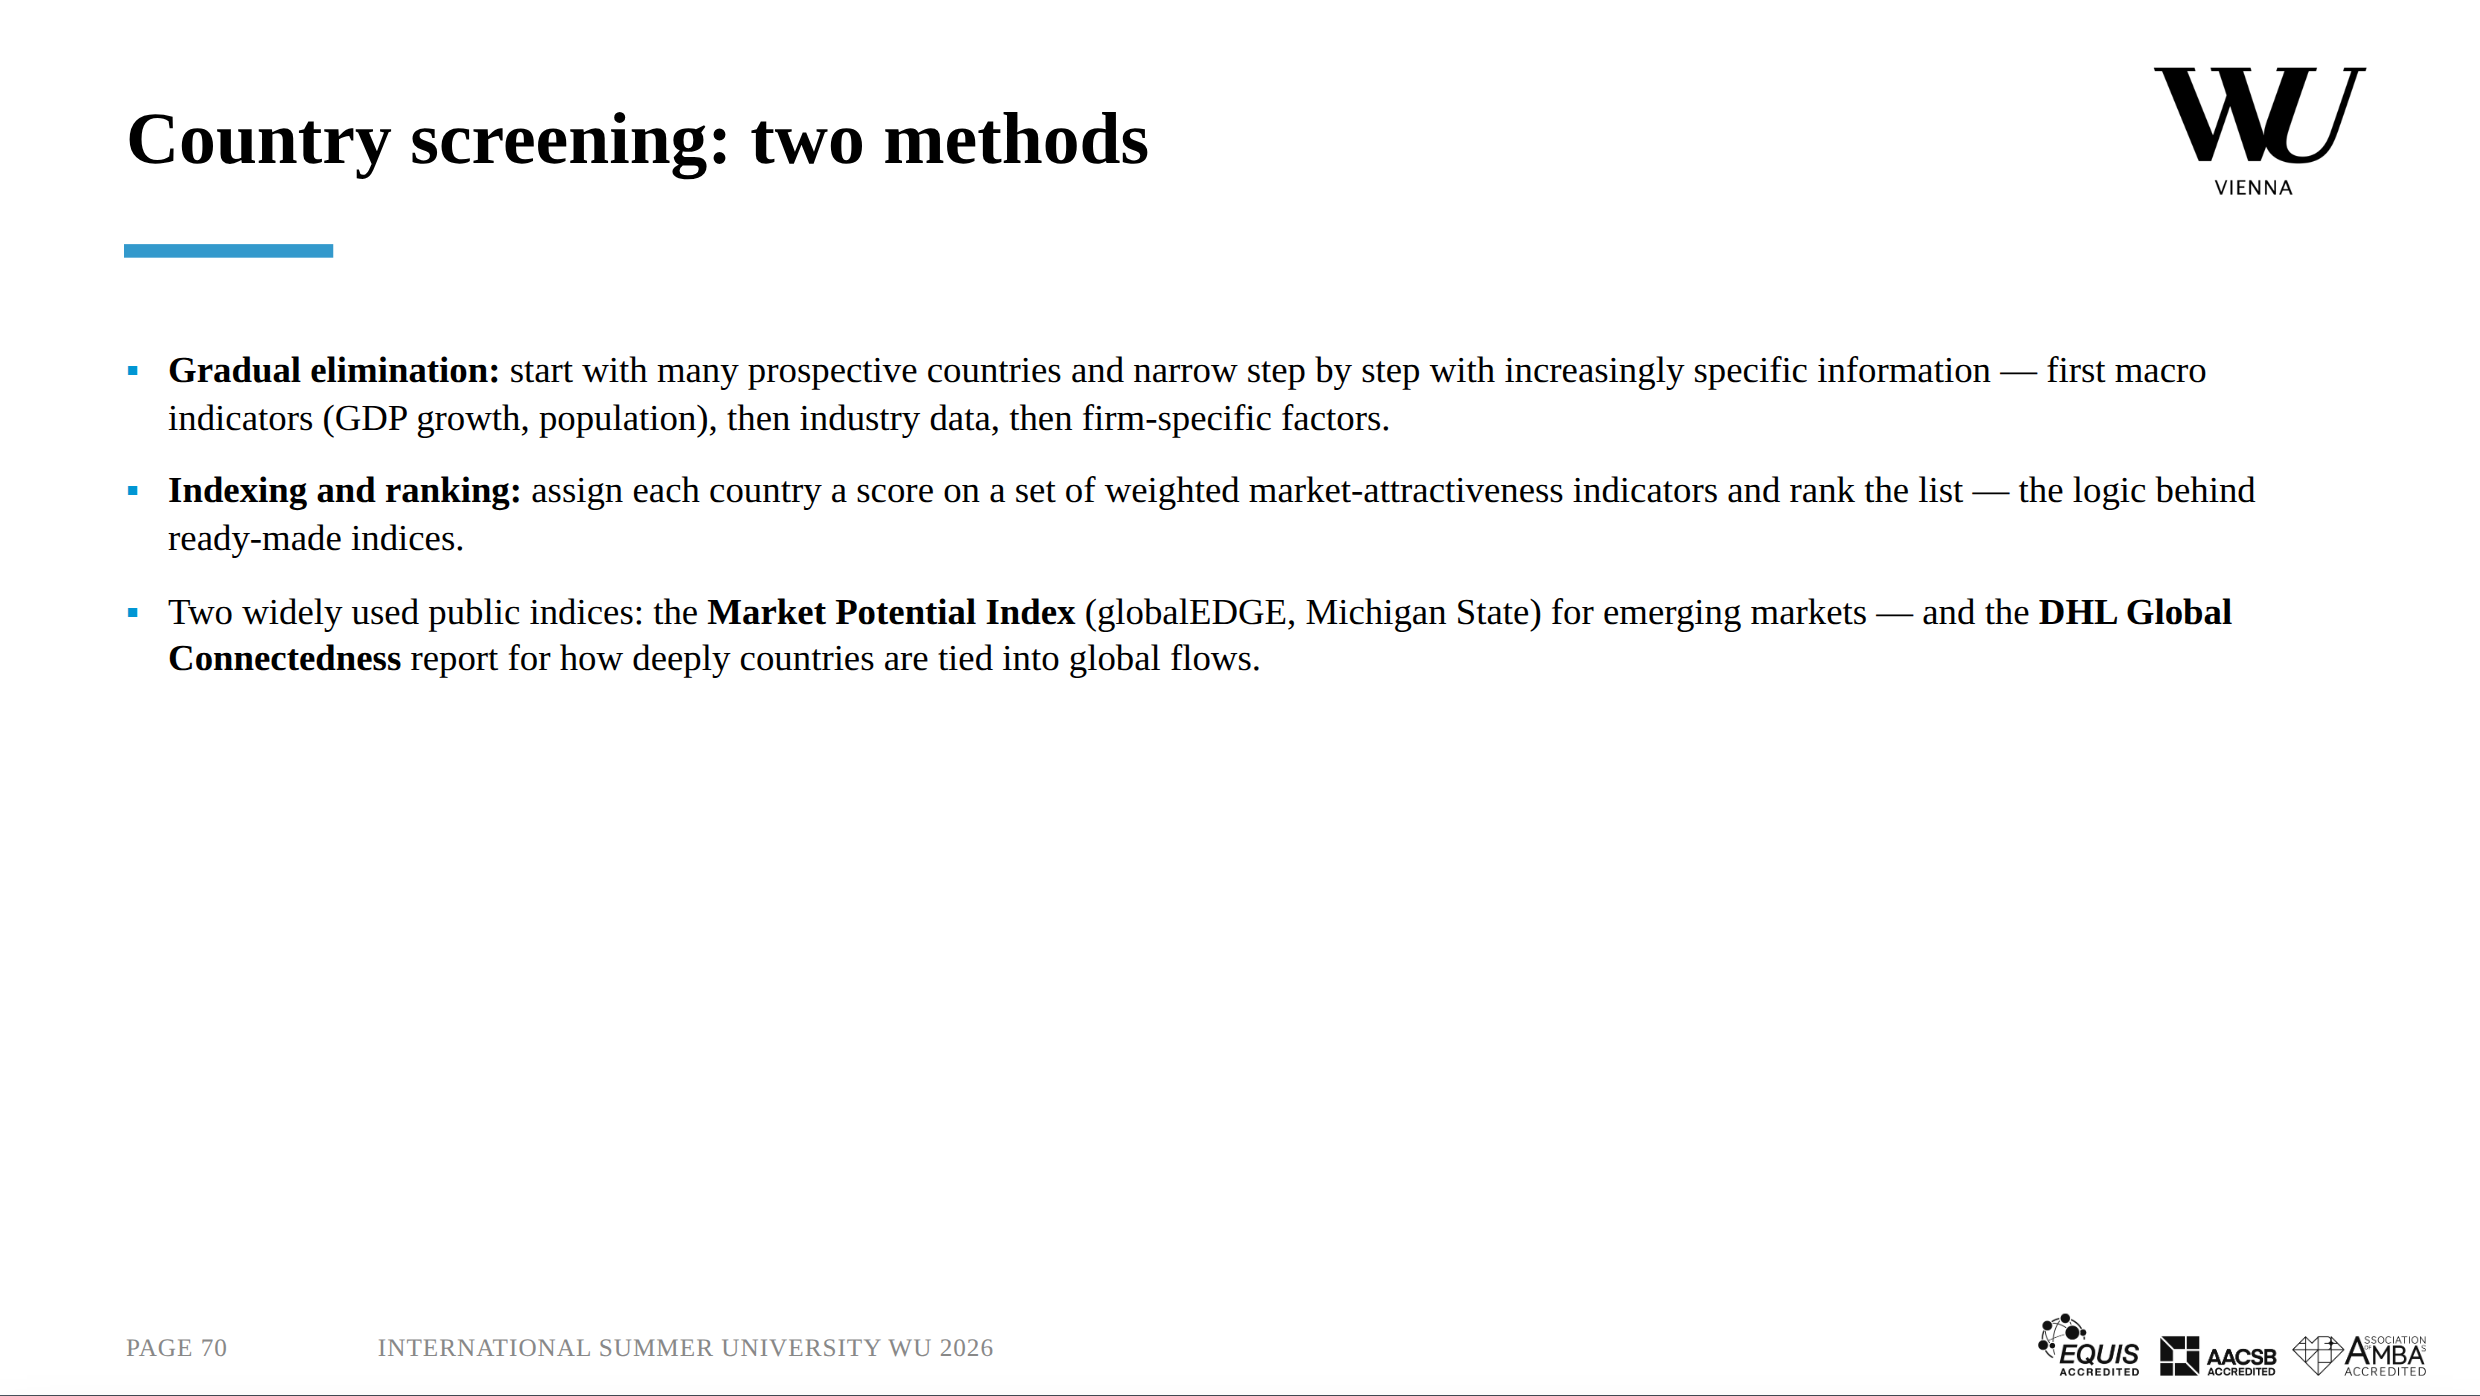 Country screening: two methods
WU
VIENNA
▪ Gradual elimination: start with many prospective countries and narrow step by step with increasingly specific information — first macro
indicators (GDP growth, population), then industry data, then firm-specific factors.
▪ Indexing and ranking: assign each country a score on a set of weighted market-attractiveness indicators and rank the list — the logic behind
ready-made indices.
▪ Two widely used public indices: the Market Potential Index (globalEDGE, Michigan State) for emerging markets — and the DHL Global
Connectedness report for how deeply countries are tied into global flows.
PAGE 70
INTERNATIONAL SUMMER UNIVERSITY WU 2026
EQUIS
ACCREDITED
AACSB
ACCREDITED
ASSOCIATION
OF
AMBAS
ACCREDITED